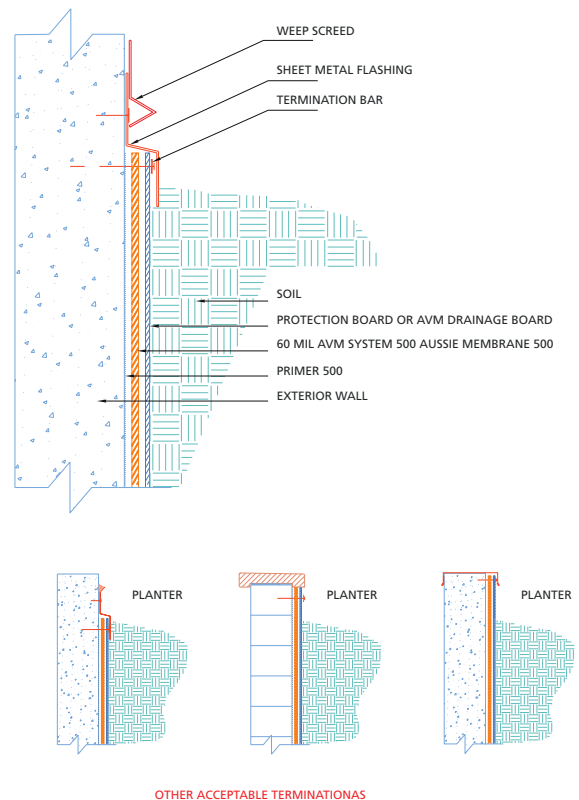 WEEP SCREED
SHEET METAL FLASHING
TERMINATION BAR
SOIL
PROTECTION BOARD OR AVM DRAINAGE BOARD
60 MIL AVM SYSTEM 500 AUSSIE MEMBRANE 500
PRIMER 500
EXTERIOR WALL
PLANTER
PLANTER
PLANTER
OTHER ACCEPTABLE TERMINATIONAS